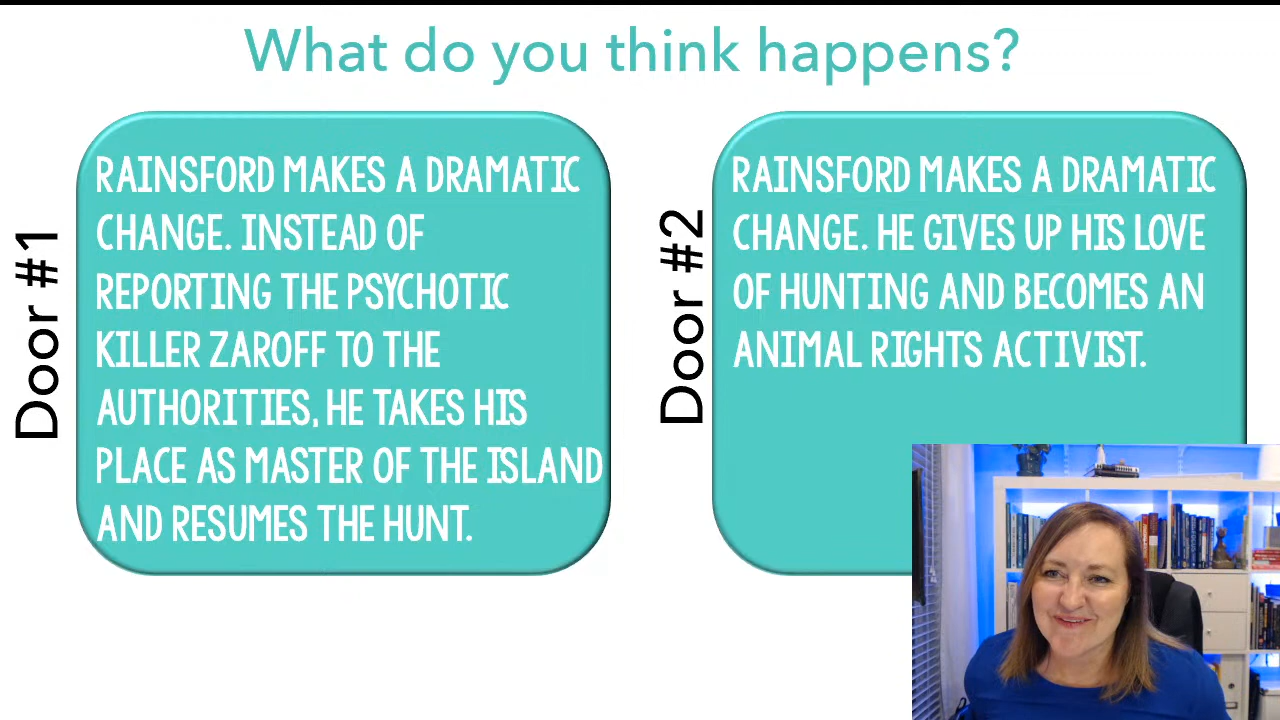 What do you think happens?
Door #1
RAINSFORD MAKES A DRAMATIC
CHANGE. INSTEAD OF
REPORTING THE PSYCHOTIC
KILLER ZAROFF TO THE
AUTHORITIES, HE TAKES HIS
PLACE AS MASTER OF THE ISLAND
AND RESUMES THE HUNT.
Door #2
RAINSFORD MAKES A DRAMATIC
CHANGE. HE GIVES UP HIS LOVE
OF HUNTING AND BECOMES AN
ANIMAL RIGHTS ACTIVIST.